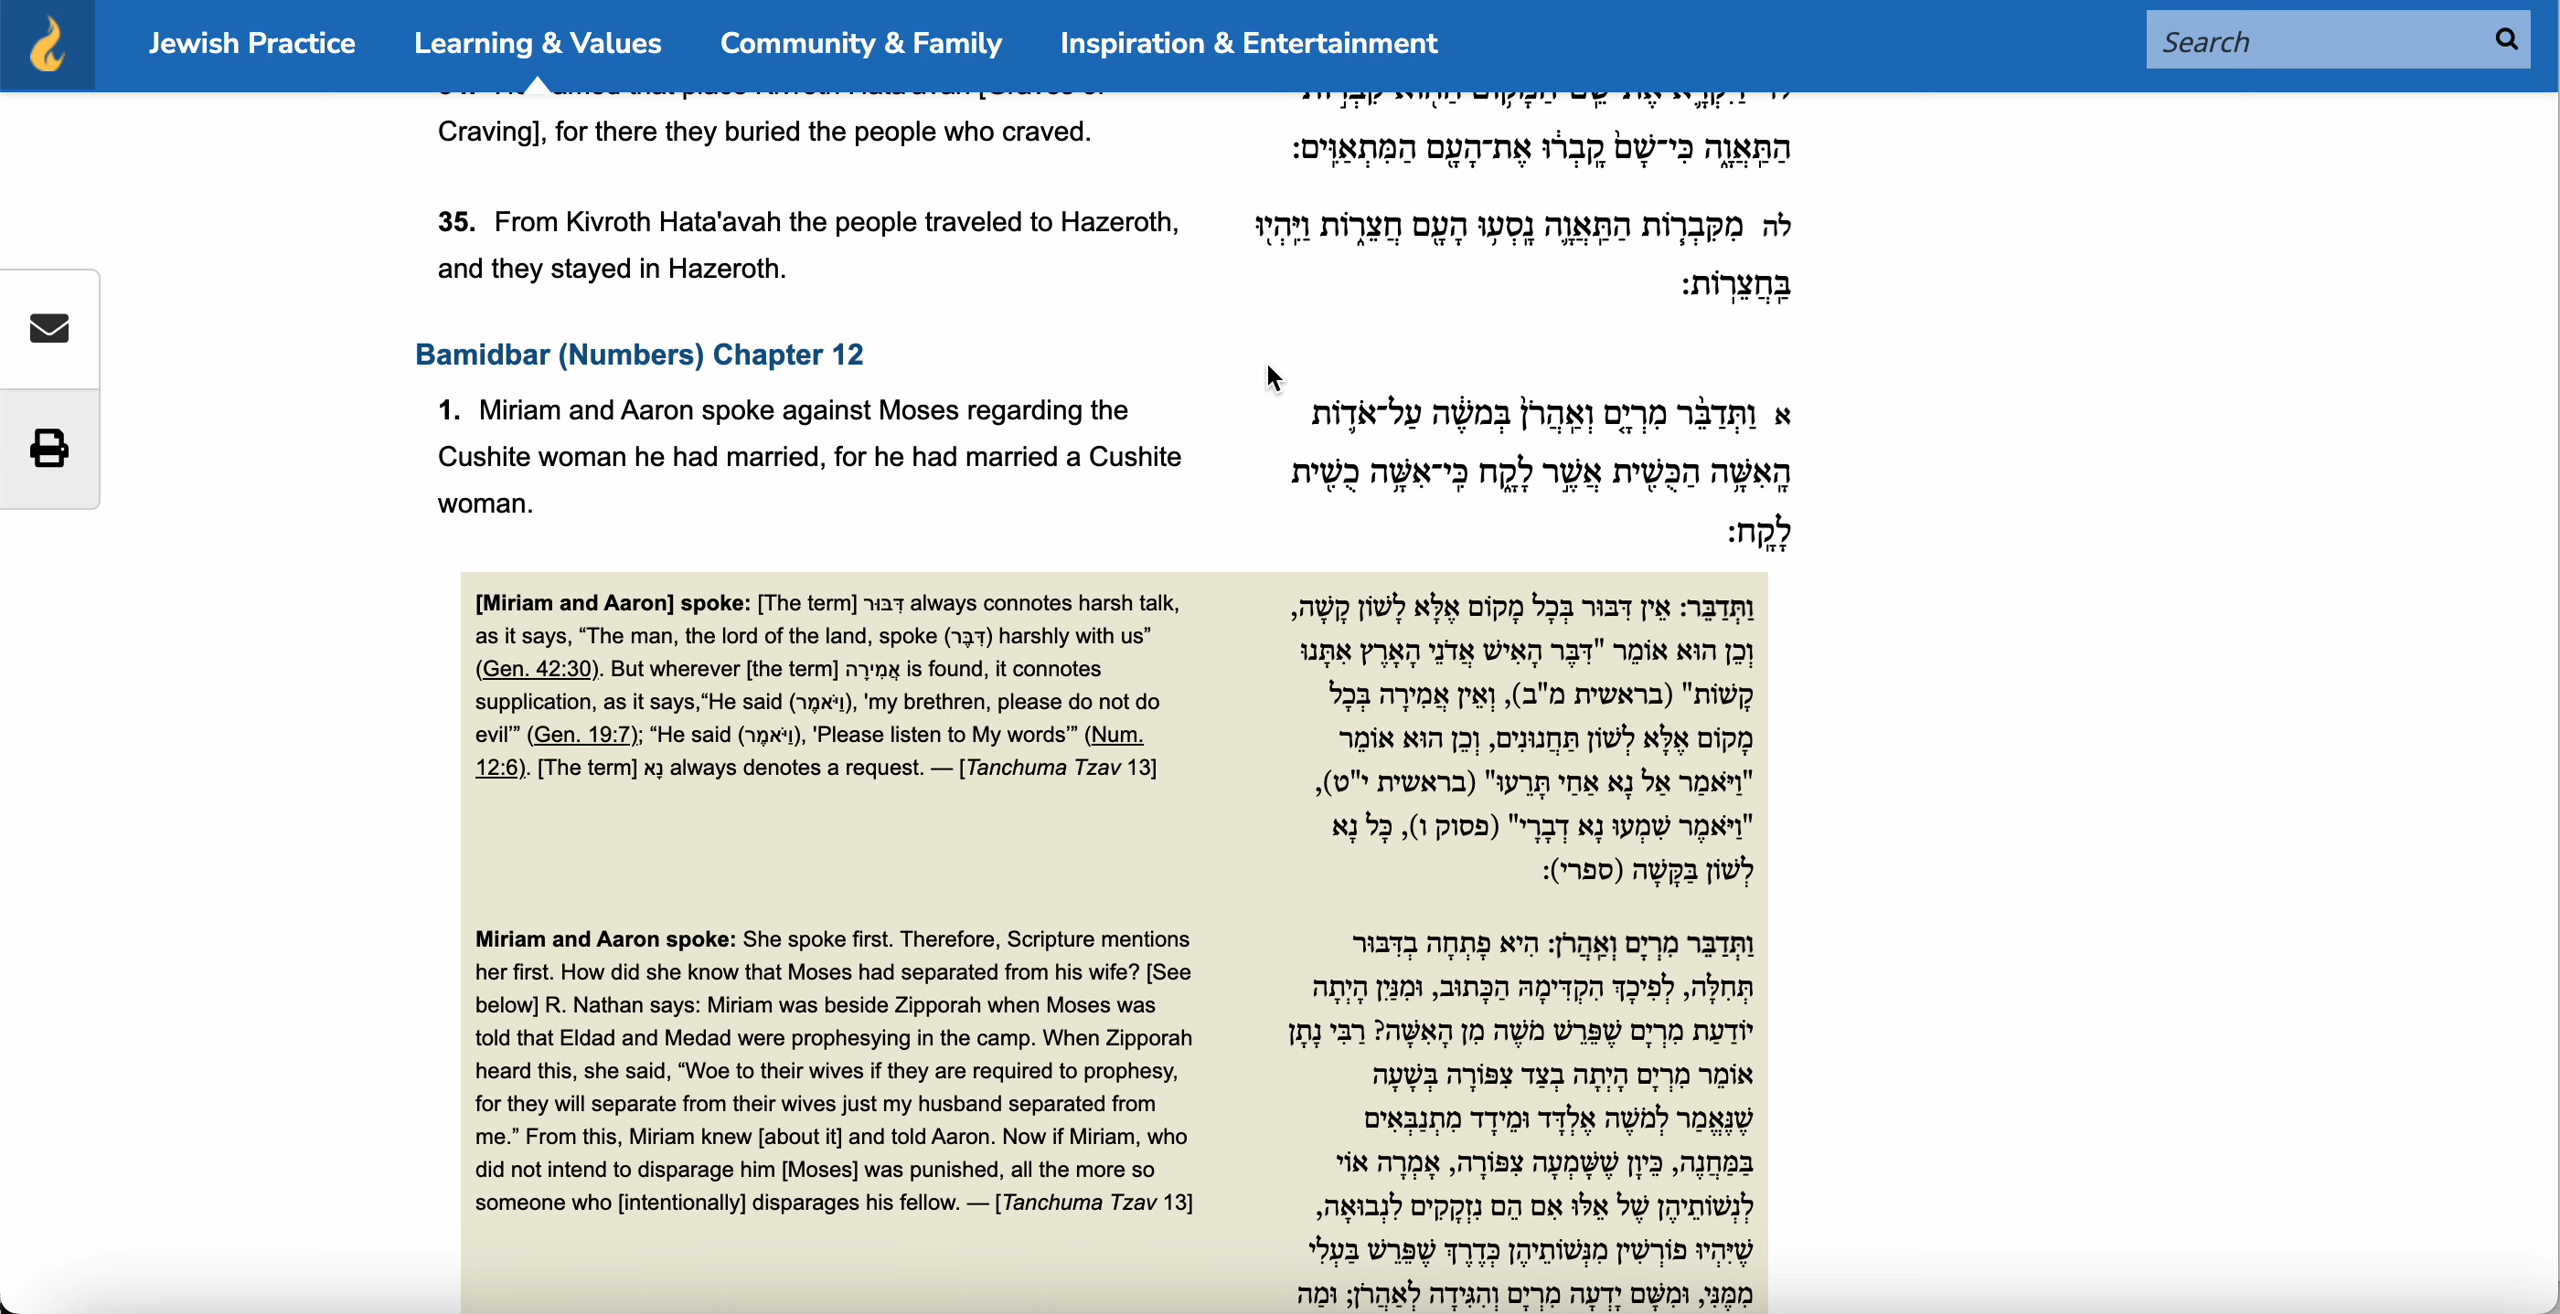 Jewish Practice Learning & Values Community & Family Inspiration & Entertainment Search
Craving], for there they buried the people who craved.
הַתַּֽאֲוָ֑ה כִּי־שָׁם֙ קָֽבְר֔וּ אֶת־הָעָ֖ם הַמִּתְאַוִּֽים:
35. From Kivroth Hata'avah the people traveled to Hazeroth,
and they stayed in Hazeroth.
לה מִקִּבְר֧וֹת הַתַּֽאֲוָ֛ה נָֽסְע֥וּ הָעָ֖ם חֲצֵר֑וֹת וַיִּֽהְי֖וּ
בַּֽחֲצֵרֽוֹת:
Bamidbar (Numbers) Chapter 12
1. Miriam and Aaron spoke against Moses regarding the
Cushite woman he had married, for he had married a Cushite
woman.
א וַתְּדַבֵּ֨ר מִרְיָ֤ם וְאַֽהֲרֹן֙ בְּמשֶׁ֔ה עַל־אֹד֛וֹת
הָֽאִשָּׁ֥ה הַכֻּשִׁ֖ית אֲשֶׁ֣ר לָקָ֑ח כִּֽי־אִשָּׁ֥ה כֻשִׁ֖ית
לָקָֽח:
[Miriam and Aaron] spoke: [The term] דִּבּוּר always connotes harsh talk,
as it says, “The man, the lord of the land, spoke (דִּבֶּר) harshly with us”
(Gen. 42:30). But wherever [the term] אֲמִירָה is found, it connotes
supplication, as it says,“He said (וַיֹּאמֶר), 'my brethren, please do not do
evil’” (Gen. 19:7); “He said (וַיֹּאמֶר), 'Please listen to My words’” (Num.
12:6). [The term] נָא always denotes a request. — [Tanchuma Tzav 13]
וַתְּדַבֵּר: אֵין דִּבּוּר בְּכָל מָקוֹם אֶלָּא לָשׁוֹן קָשָׁה,
וְכֵן הוּא אוֹמֵר "דִּבֶּר הָאִישׁ אֲדֹנֵי הָאָרֶץ אִתָּנוּ
קָשׁוֹת" (בראשית מ"ב), וְאֵין אֲמִירָה בְּכָל
מָקוֹם אֶלָּא לְשׁוֹן תַּחֲנוּנִים, וְכֵן הוּא אוֹמֵר
"וַיֹּאמַר אַל נָא אַחַי תָּרֵעוּ" (בראשית י"ט),
"וַיֹּאמֶר שִׁמְעוּ נָא דְבָרָי" (פסוק ו), כָּל נָא
לְשׁוֹן בַּקָּשָׁה (ספרי):
Miriam and Aaron spoke: She spoke first. Therefore, Scripture mentions
her first. How did she know that Moses had separated from his wife? [See
below] R. Nathan says: Miriam was beside Zipporah when Moses was
told that Eldad and Medad were prophesying in the camp. When Zipporah
heard this, she said, “Woe to their wives if they are required to prophesy,
for they will separate from their wives just my husband separated from
me.” From this, Miriam knew [about it] and told Aaron. Now if Miriam, who
did not intend to disparage him [Moses] was punished, all the more so
someone who [intentionally] disparages his fellow. — [Tanchuma Tzav 13]
וַתְּדַבֵּר מִרְיָם וְאַֽהֲרֹן: הִיא פָתְחָה בְדִּבּוּר
תְּחִלָּה, לְפִיכָךְ הִקְדִּימָהּ הַכָּתוּב, וּמִנַּיִן הָיְתָה
יוֹדַעַת מִרְיָם שֶׁפֵּרֵשׁ מֹשֶׁה מִן הָאִשָּׁה? רַבִּי נָתָן
אוֹמֵר מִרְיָם הָיְתָה בְצַד צִפּוֹרָה בְּשָׁעָה
שֶׁנֶּאֱמַר לְמֹשֶׁה אֶלְדָּד וּמֵידָד מִתְנַבְּאִים
בַּמַּחֲנֶה, כֵּיוָן שֶׁשָּׁמְעָה צִפּוֹרָה, אָמְרָה אוֹי
לִנְשׁוֹתֵיהֶן שֶׁל אֵלּוּ אִם הֵם נִזְקָקִים לִנְבוּאָה,
שֶׁיִּהְיוּ פוֹרְשִׁין מִנְּשׁוֹתֵיהֶן כְּדֶרֶךְ שֶׁפֵּרֵשׁ בַּעְלִי
מִמֶּנִּי, וּמִשָּׁם יָדְעָה מִרְיָם וְהִגִּידָה לְאַהֲרֹן; וּמַה